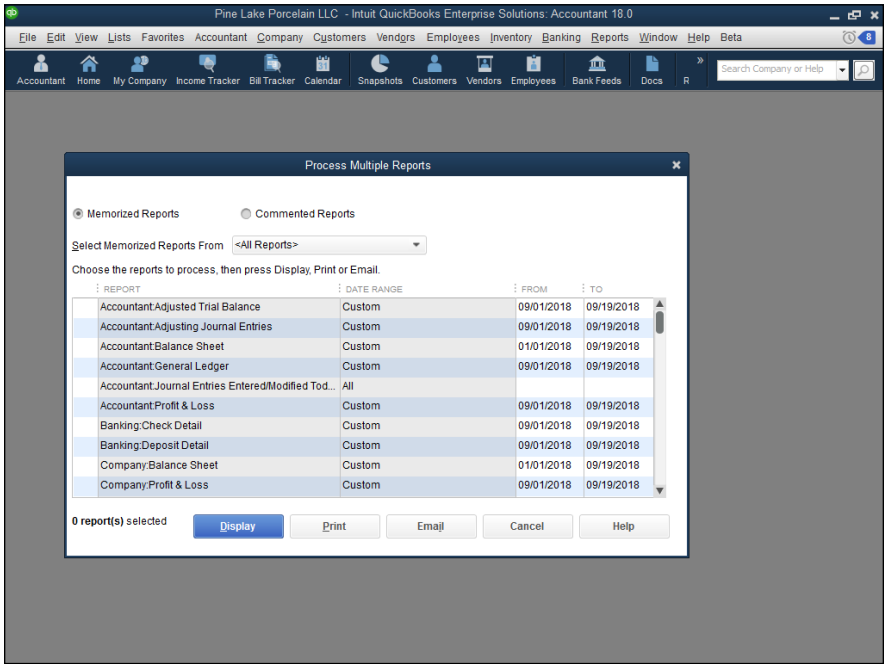 qb Pine Lake Porcelain LLC - Intuit QuickBooks Enterprise Solutions: Accountant 18.0
File Edit View Lists Favorites Accountant Company Customers Vendors Employees Inventory Banking Reports Window Help Beta 8
Accountant Home My Company Income Tracker Bill Tracker Calendar Snapshots Customers Vendors Employees Bank Feeds Docs R » Search Company or Help
31
Process Multiple Reports
Memorized Reports Commented Reports
Select Memorized Reports From <All Reports>
Choose the reports to process, then press Display, Print or Email.
REPORT DATE RANGE FROM TO
Accountant:Adjusted Trial Balance Custom 09/01/2018 09/19/2018
Accountant:Adjusting Journal Entries Custom 09/01/2018 09/19/2018
Accountant:Balance Sheet Custom 01/01/2018 09/19/2018
Accountant:General Ledger Custom 09/01/2018 09/19/2018
Accountant:Journal Entries Entered/Modified Tod... All
Accountant:Profit & Loss Custom 09/01/2018 09/19/2018
Banking:Check Detail Custom 09/01/2018 09/19/2018
Banking:Deposit Detail Custom 09/01/2018 09/19/2018
Company:Balance Sheet Custom 01/01/2018 09/19/2018
Company:Profit & Loss Custom 09/01/2018 09/19/2018
0 report(s) selected Display Print Email Cancel Help